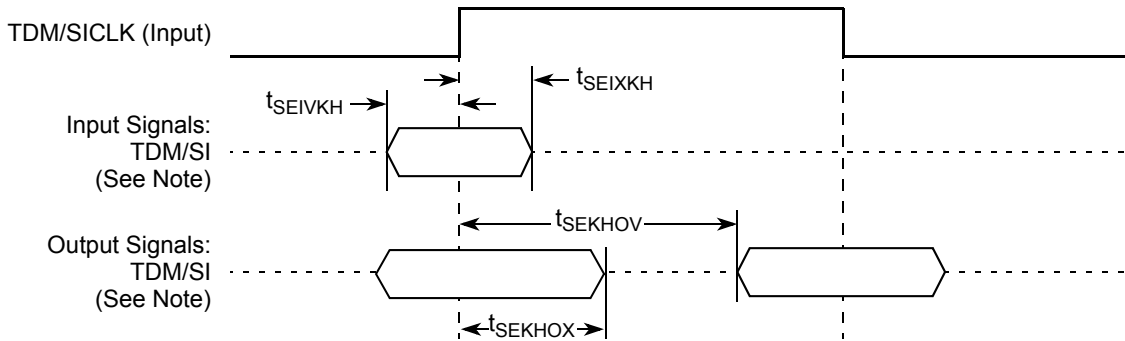 TDM/SICLK (Input)
tSEIXKH
tSEIVKH
Input Signals:
TDM/SI
(See Note)
tSEKHOV
Output Signals:
TDM/SI
(See Note)
tSEKHOX